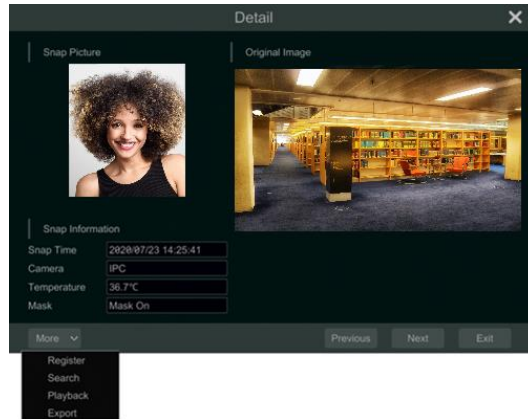 Detail
Snap Picture
Original Image
Snap Information
Snap Time 2020/07/23 14:25:41
Camera IPC
Temperature 36.7°C
Mask Mask On
More Previous Next Exit
Register
Search
Playback
Export